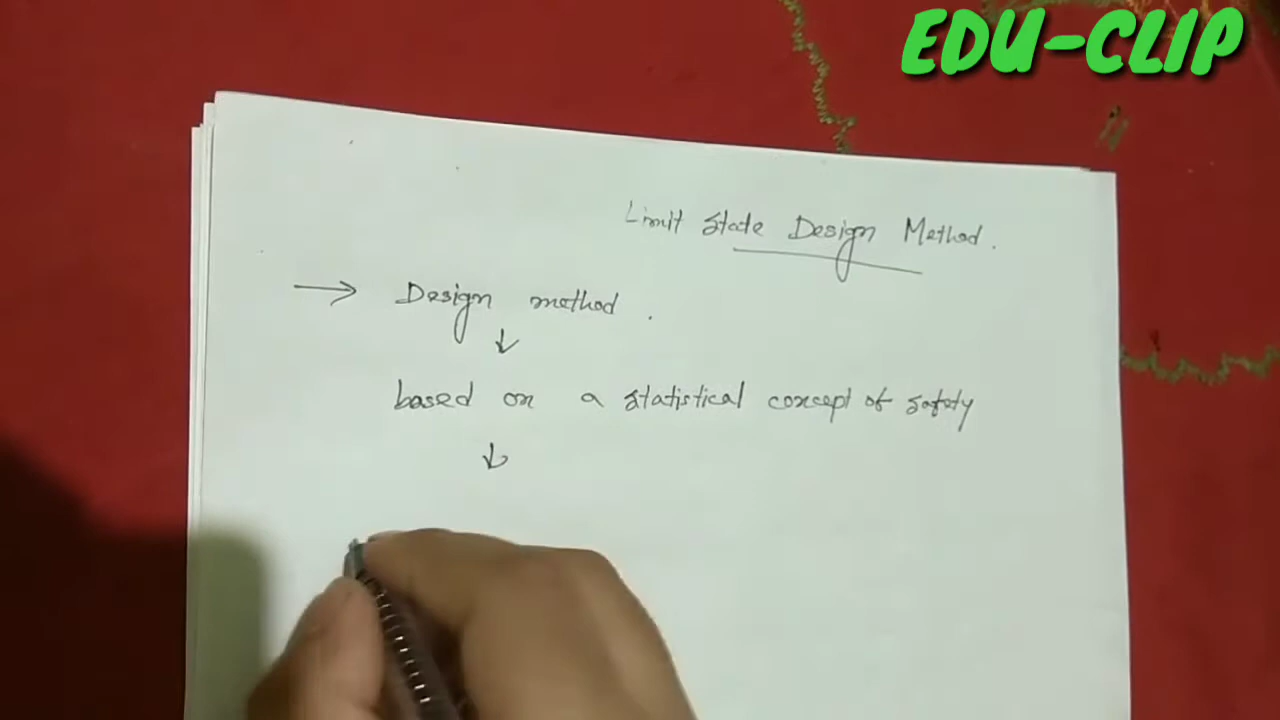 EDU-CLIP
Limit State Design Method.
→ Design method.
↓
based on a statistical concept of safety
↓